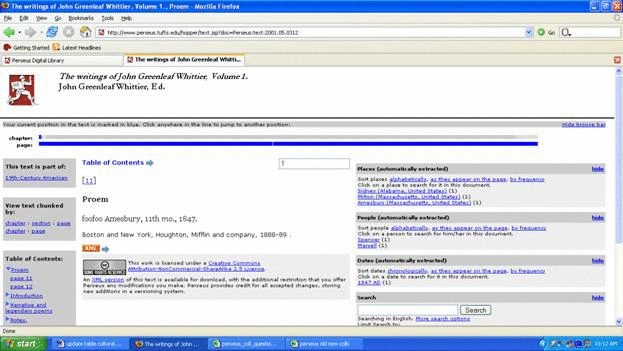 The writings of John Greenleaf Whittier, Volume 1., Proem - Mozilla Firefox
File Edit View Go Bookmarks Tools Help
http://www.perseus.tufts.edu/hopper/text.jsp?doc=Perseus:text:2001.05.0312
Go
Getting Started Latest Headlines
Perseus Digital Library
The writings of John Greenleaf Whitti...
The writings of John Greenleaf Whittier, Volume 1.
John Greenleaf Whittier, Ed.
Your current position in the text is marked in blue. Click anywhere in the line to jump to another position:
Hide browse bar
chapter:
page:
This text is part of:
19th-Century American
View text chunked by:
chapter : section : page
chapter : page
Table of Contents:
Proem
page 11
page 12
Introduction
Narrative and legendary poems
Notes.
Table of Contents
1
[11]
Proem
foofoo Amesbury, 11th mo., 1847.
Boston and New York, Houghton, Mifflin and company, 1888-89 .
XML
SOME RIGHTS RESERVED
This work is licensed under a Creative Commons
Attribution-NonCommercial-ShareAlike 2.5 License.
An XML version of this text is available for download, with the additional restriction that you offer
Perseus any modifications you make. Perseus provides credit for all accepted changes, storing
new additions in a versioning system.
Places (automatically extracted) hide
Sort places alphabetically, as they appear on the page, by frequency
Click on a place to search for it in this document.
Sidney (Alabama, United States) (1)
Milton (Massachusetts, United States) (1)
Amesbury (Massachusetts, United States) (1)
People (automatically extracted) hide
Sort people alphabetically, as they appear on the page, by frequency
Click on a person to search for him/her in this document.
Spenser (1)
Marvell (1)
Dates (automatically extracted) hide
Sort dates chronologically, as they appear on the page, by frequency
Click on a date to search for it in this document.
1847 AD (1)
Search hide
Search
Searching in English. More search options
Limit Search to:
Done
start
update table cultural ...
The writings of John ...
perseus_coll_questio...
perseus old new colls